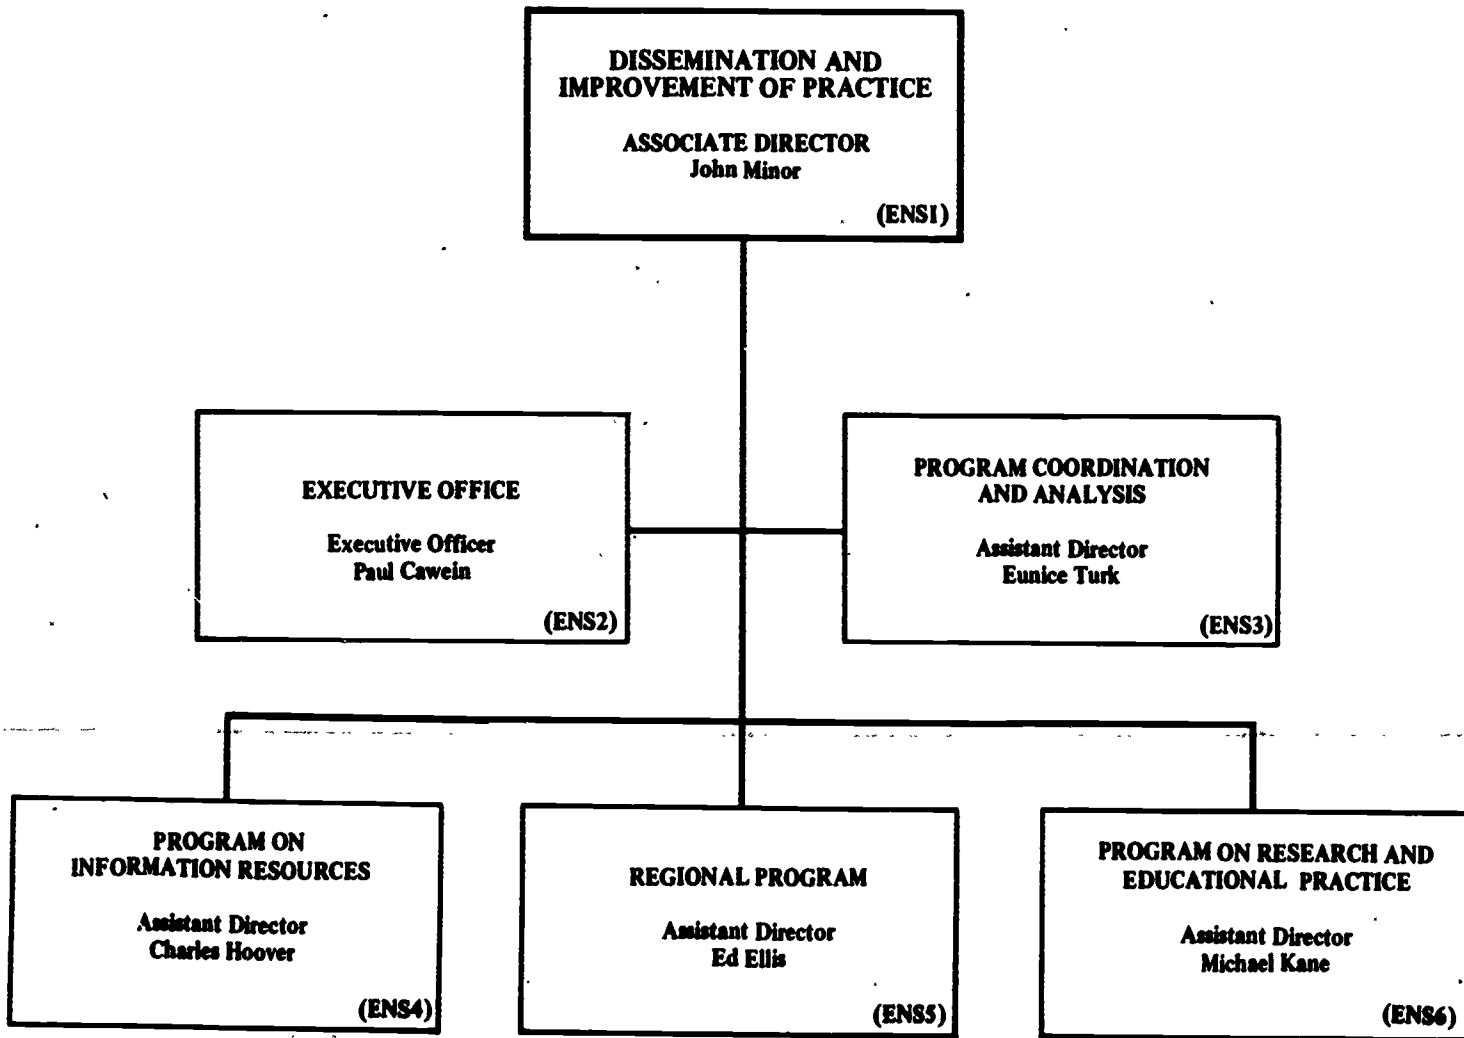 DISSEMINATION AND
IMPROVEMENT OF PRACTICE
ASSOCIATE DIRECTOR
John Minor
(ENS1)
EXECUTIVE OFFICE
Executive Officer
Paul Cawein
(ENS2)
PROGRAM COORDINATION
AND ANALYSIS
Assistant Director
Eunice Turk
(ENS3)
PROGRAM ON
INFORMATION RESOURCES
Assistant Director
Charles Hoover
(ENS4)
REGIONAL PROGRAM
Assistant Director
Ed Ellis
(ENS5)
PROGRAM ON RESEARCH AND
EDUCATIONAL PRACTICE
Assistant Director
Michael Kane
(ENS6)